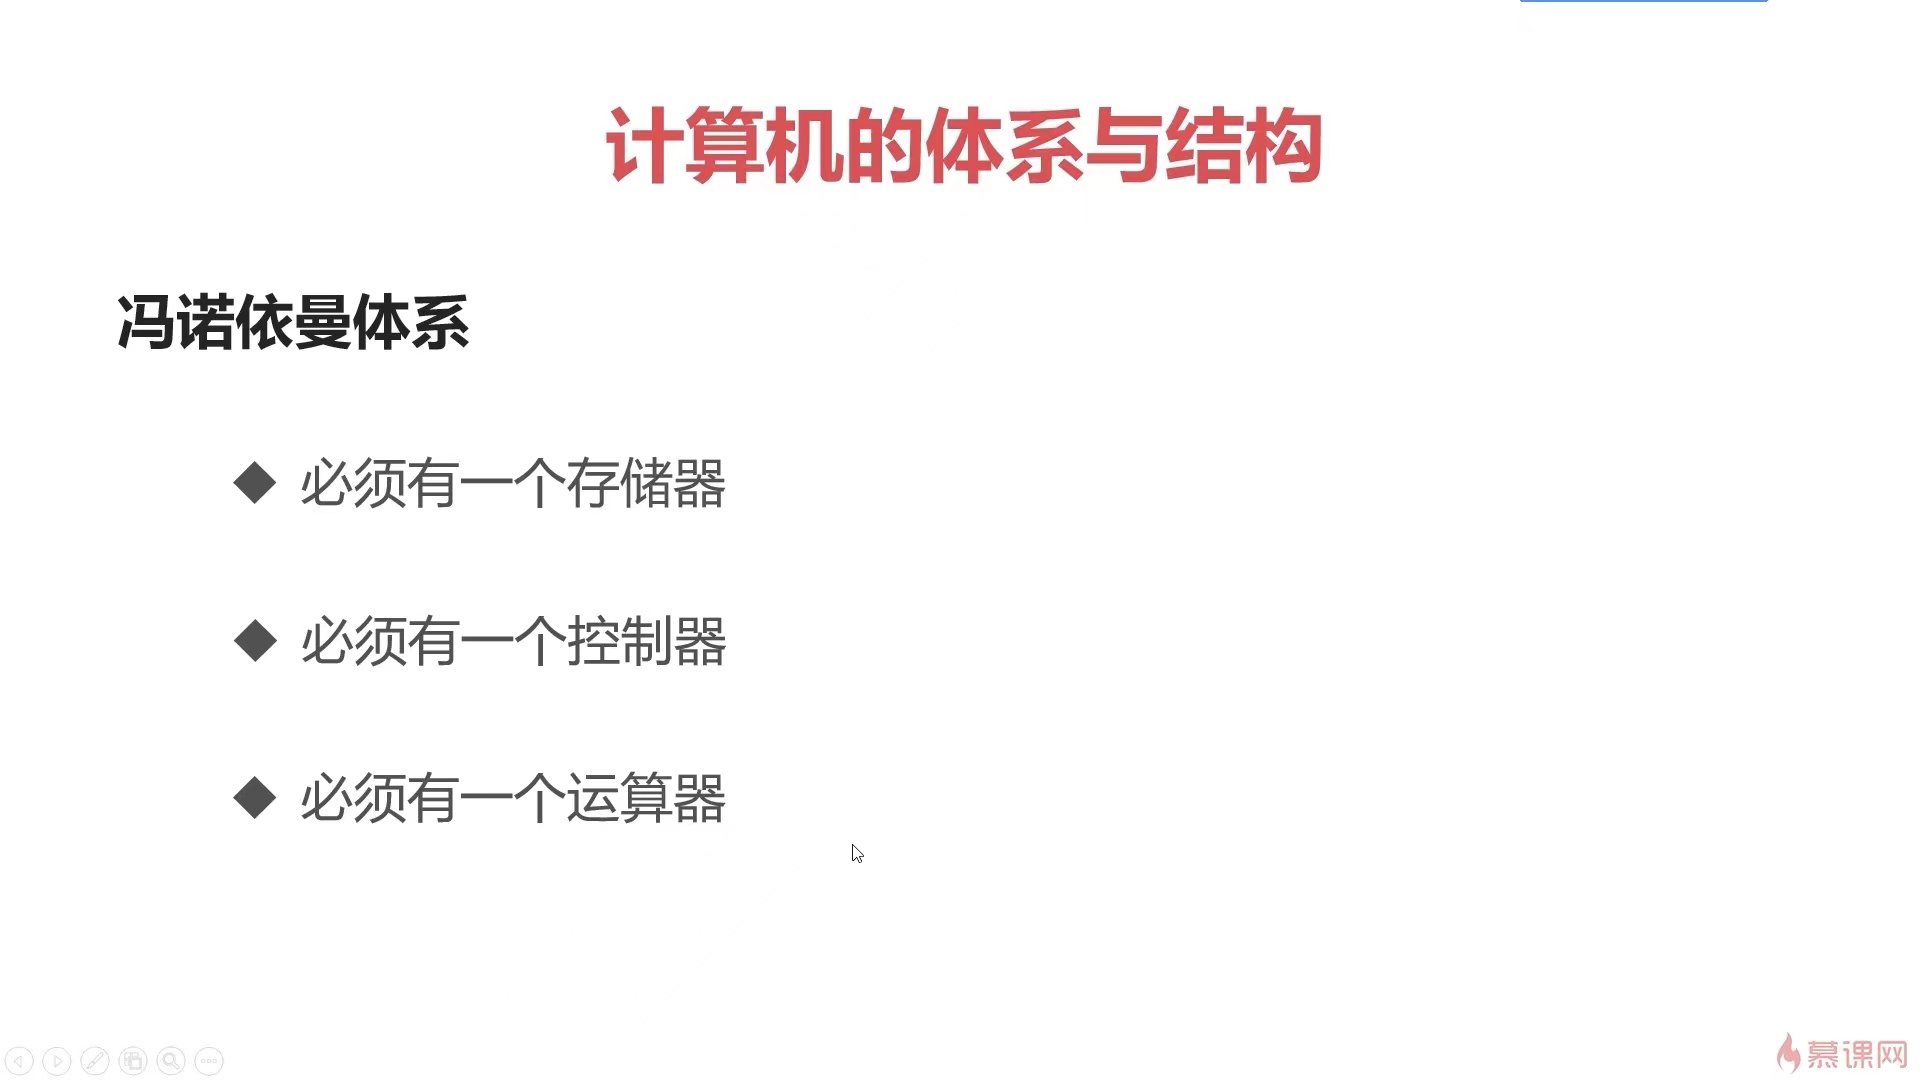 计算机的体系与结构
冯诺依曼体系
◆ 必须有一个存储器
◆ 必须有一个控制器
◆ 必须有一个运算器
慕课网